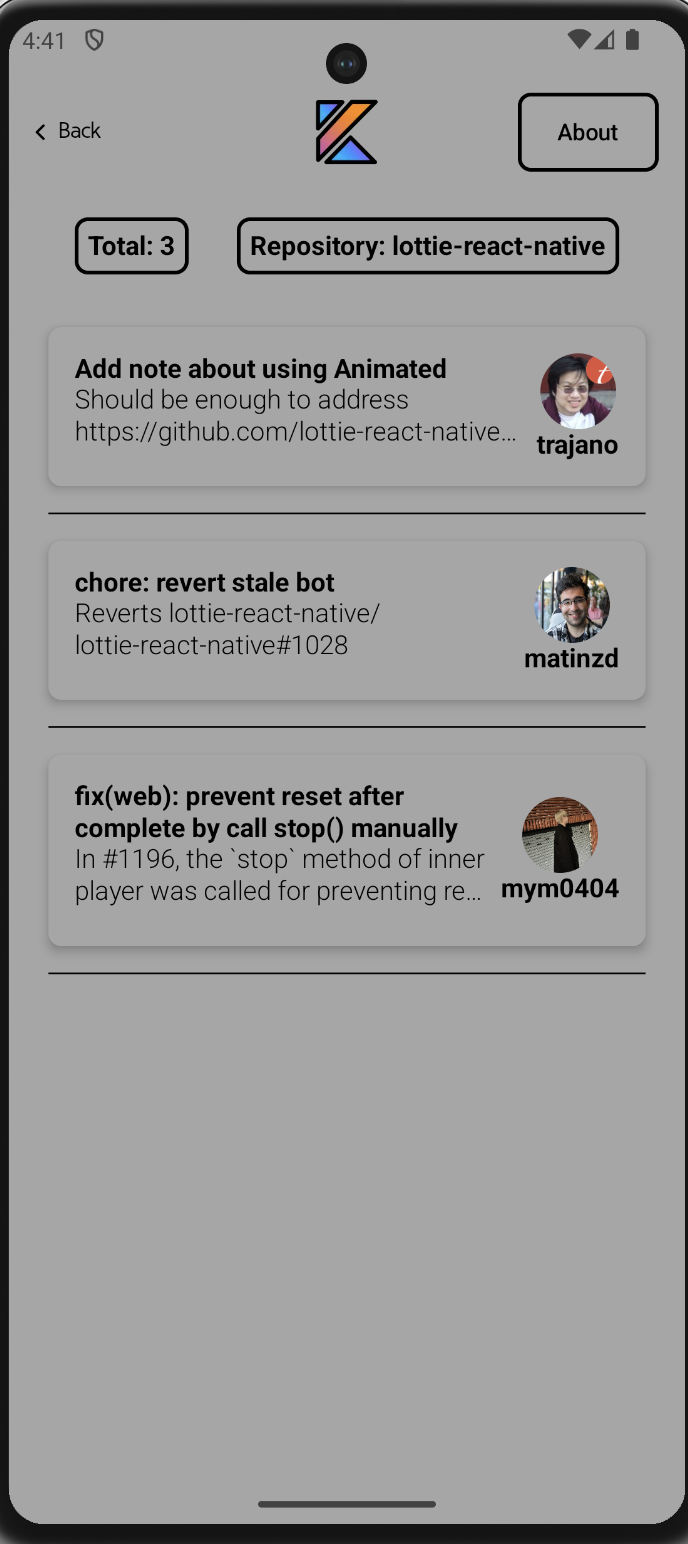 4:41
Back
About
Total: 3
Repository: lottie-react-native
Add note about using Animated
Should be enough to address
https://github.com/lottie-react-native…
t
trajano
chore: revert stale bot
Reverts lottie-react-native/
lottie-react-native#1028
matinzd
fix(web): prevent reset after
complete by call stop() manually
In #1196, the `stop` method of inner
player was called for preventing re…
mym0404